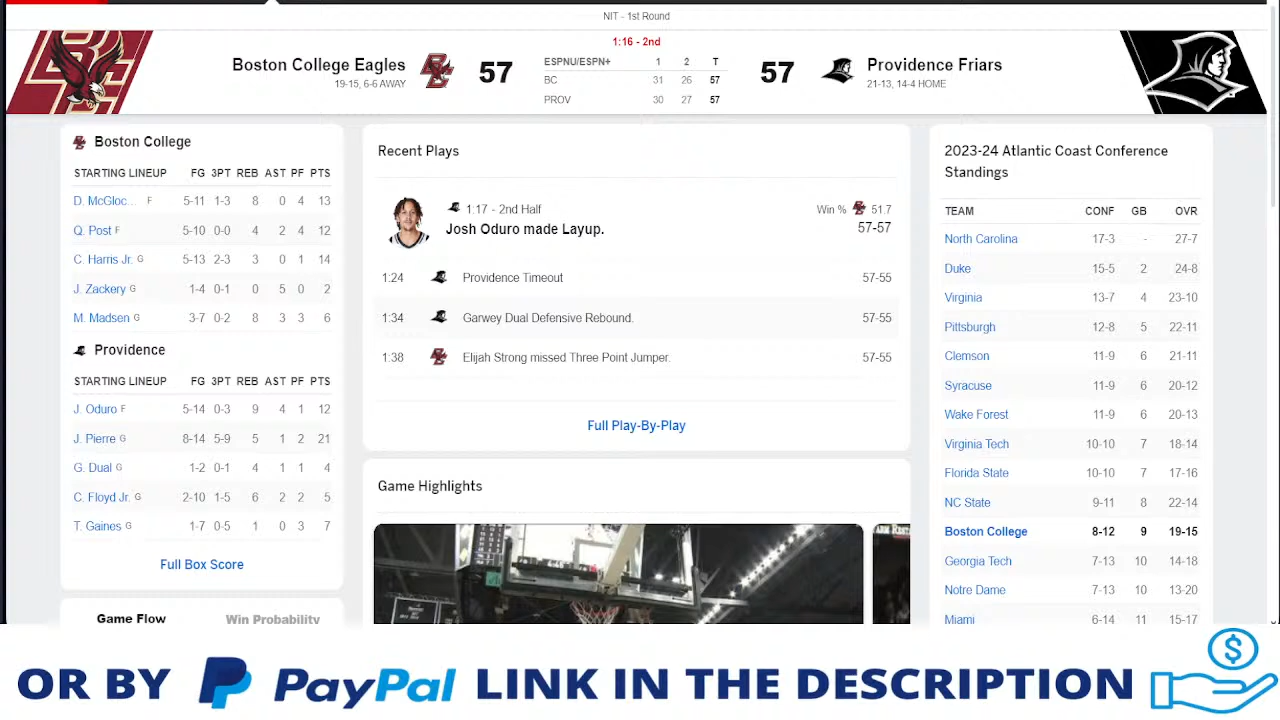 NIT - 1st Round
1:16 - 2nd
Boston College Eagles
19-15, 6-6 AWAY
57
ESPNU/ESPN+ 1 2 T
BC 31 26 57
PROV 30 27 57
57
Providence Friars
21-13, 14-4 HOME
Boston College
STARTING LINEUP FG 3PT REB AST PF PTS
D. McGloc... F 5-11 1-3 8 0 4 13
Q. Post F 5-10 0-0 4 2 4 12
C. Harris Jr. G 5-13 2-3 3 0 1 14
J. Zackery G 1-4 0-1 0 5 0 2
M. Madsen G 3-7 0-2 8 3 3 6
Providence
STARTING LINEUP FG 3PT REB AST PF PTS
J. Oduro F 5-14 0-3 9 4 1 12
J. Pierre G 8-14 5-9 5 1 2 21
G. Dual G 1-2 0-1 4 1 1 4
C. Floyd Jr. G 2-10 1-5 6 2 2 5
T. Gaines G 1-7 0-5 1 0 3 7
Full Box Score
Game Flow Win Probability
Recent Plays
1:17 - 2nd Half
Josh Oduro made Layup.
Win % 51.7
57-57
1:24 Providence Timeout 57-55
1:34 Garwey Dual Defensive Rebound. 57-55
1:38 Elijah Strong missed Three Point Jumper. 57-55
Full Play-By-Play
Game Highlights
2023-24 Atlantic Coast Conference
Standings
TEAM CONF GB OVR
North Carolina 17-3 - 27-7
Duke 15-5 2 24-8
Virginia 13-7 4 23-10
Pittsburgh 12-8 5 22-11
Clemson 11-9 6 21-11
Syracuse 11-9 6 20-12
Wake Forest 11-9 6 20-13
Virginia Tech 10-10 7 18-14
Florida State 10-10 7 17-16
NC State 9-11 8 22-14
Boston College 8-12 9 19-15
Georgia Tech 7-13 10 14-18
Notre Dame 7-13 10 13-20
Miami 6-14 11 15-17
OR BY PayPal LINK IN THE DESCRIPTION